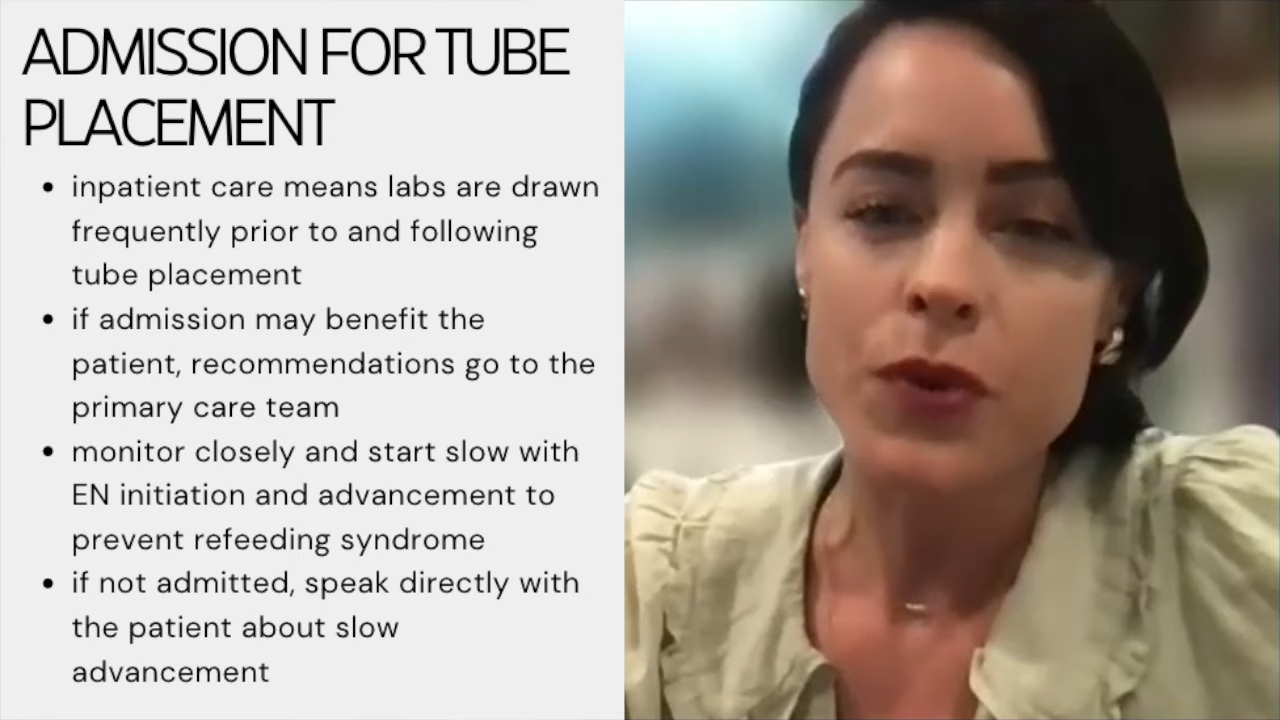 ADMISSION FOR TUBE
PLACEMENT
• inpatient care means labs are drawn
frequently prior to and following
tube placement
• if admission may benefit the
patient, recommendations go to the
primary care team
• monitor closely and start slow with
EN initiation and advancement to
prevent refeeding syndrome
• if not admitted, speak directly with
the patient about slow
advancement